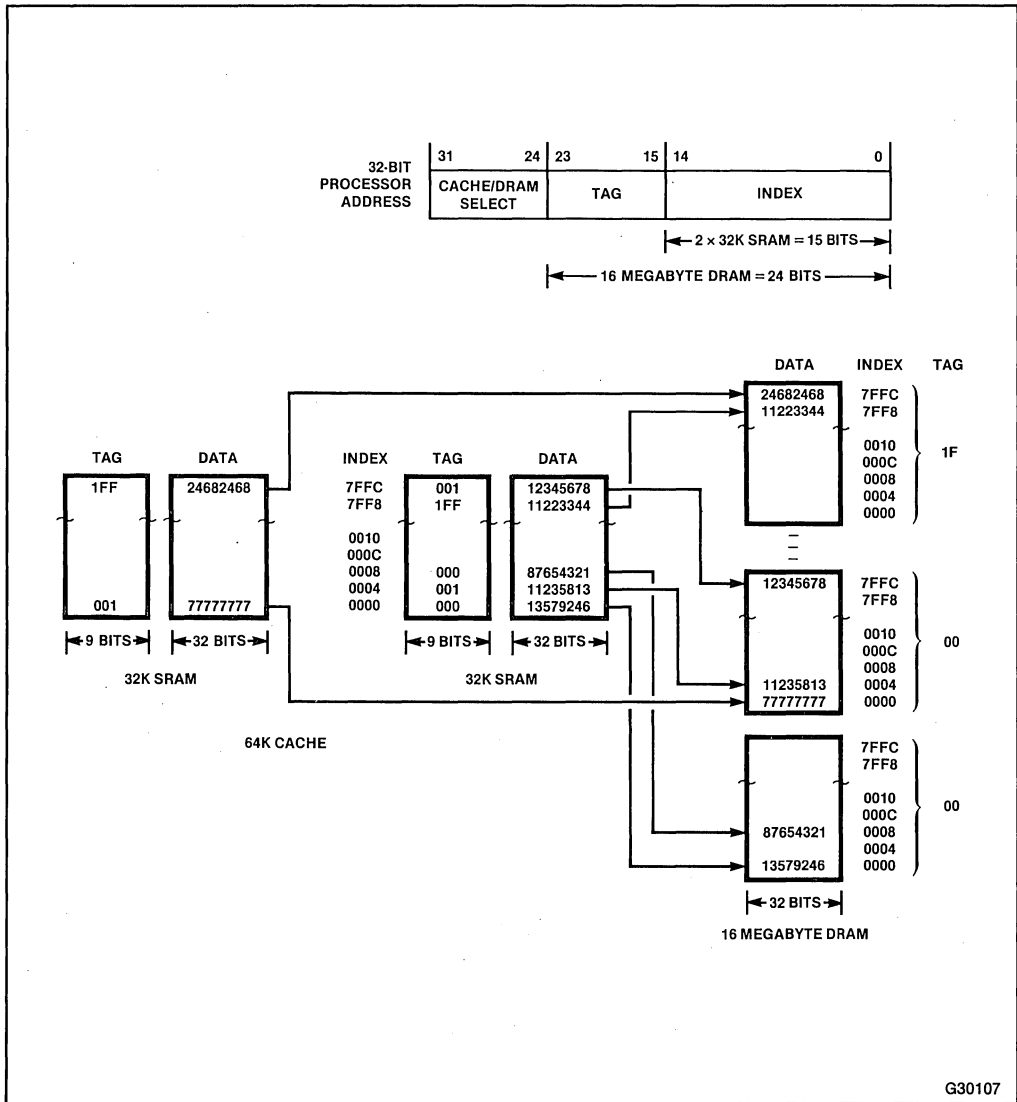 32-BIT PROCESSOR ADDRESS
31 24 23 15 14 0
CACHE/DRAM SELECT TAG INDEX
2 × 32K SRAM = 15 BITS
16 MEGABYTE DRAM = 24 BITS
DATA INDEX TAG
24682468 7FFC
11223344 7FF8
0010
000C
0008
0004
0000
1F
TAG DATA
1FF 24682468
001 77777777
9 BITS 32 BITS
32K SRAM
INDEX TAG DATA
7FFC 001 12345678
7FF8 1FF 11223344
0010
000C
0008 000 87654321
0004 001 11235813
0000 000 13579246
9 BITS 32 BITS
32K SRAM
64K CACHE
12345678 7FFC
7FF8
0010
000C
0008
11235813 0004
77777777 0000
00
7FFC
7FF8
0010
000C
87654321 0008
0004
13579246 0000
00
32 BITS
16 MEGABYTE DRAM
G30107